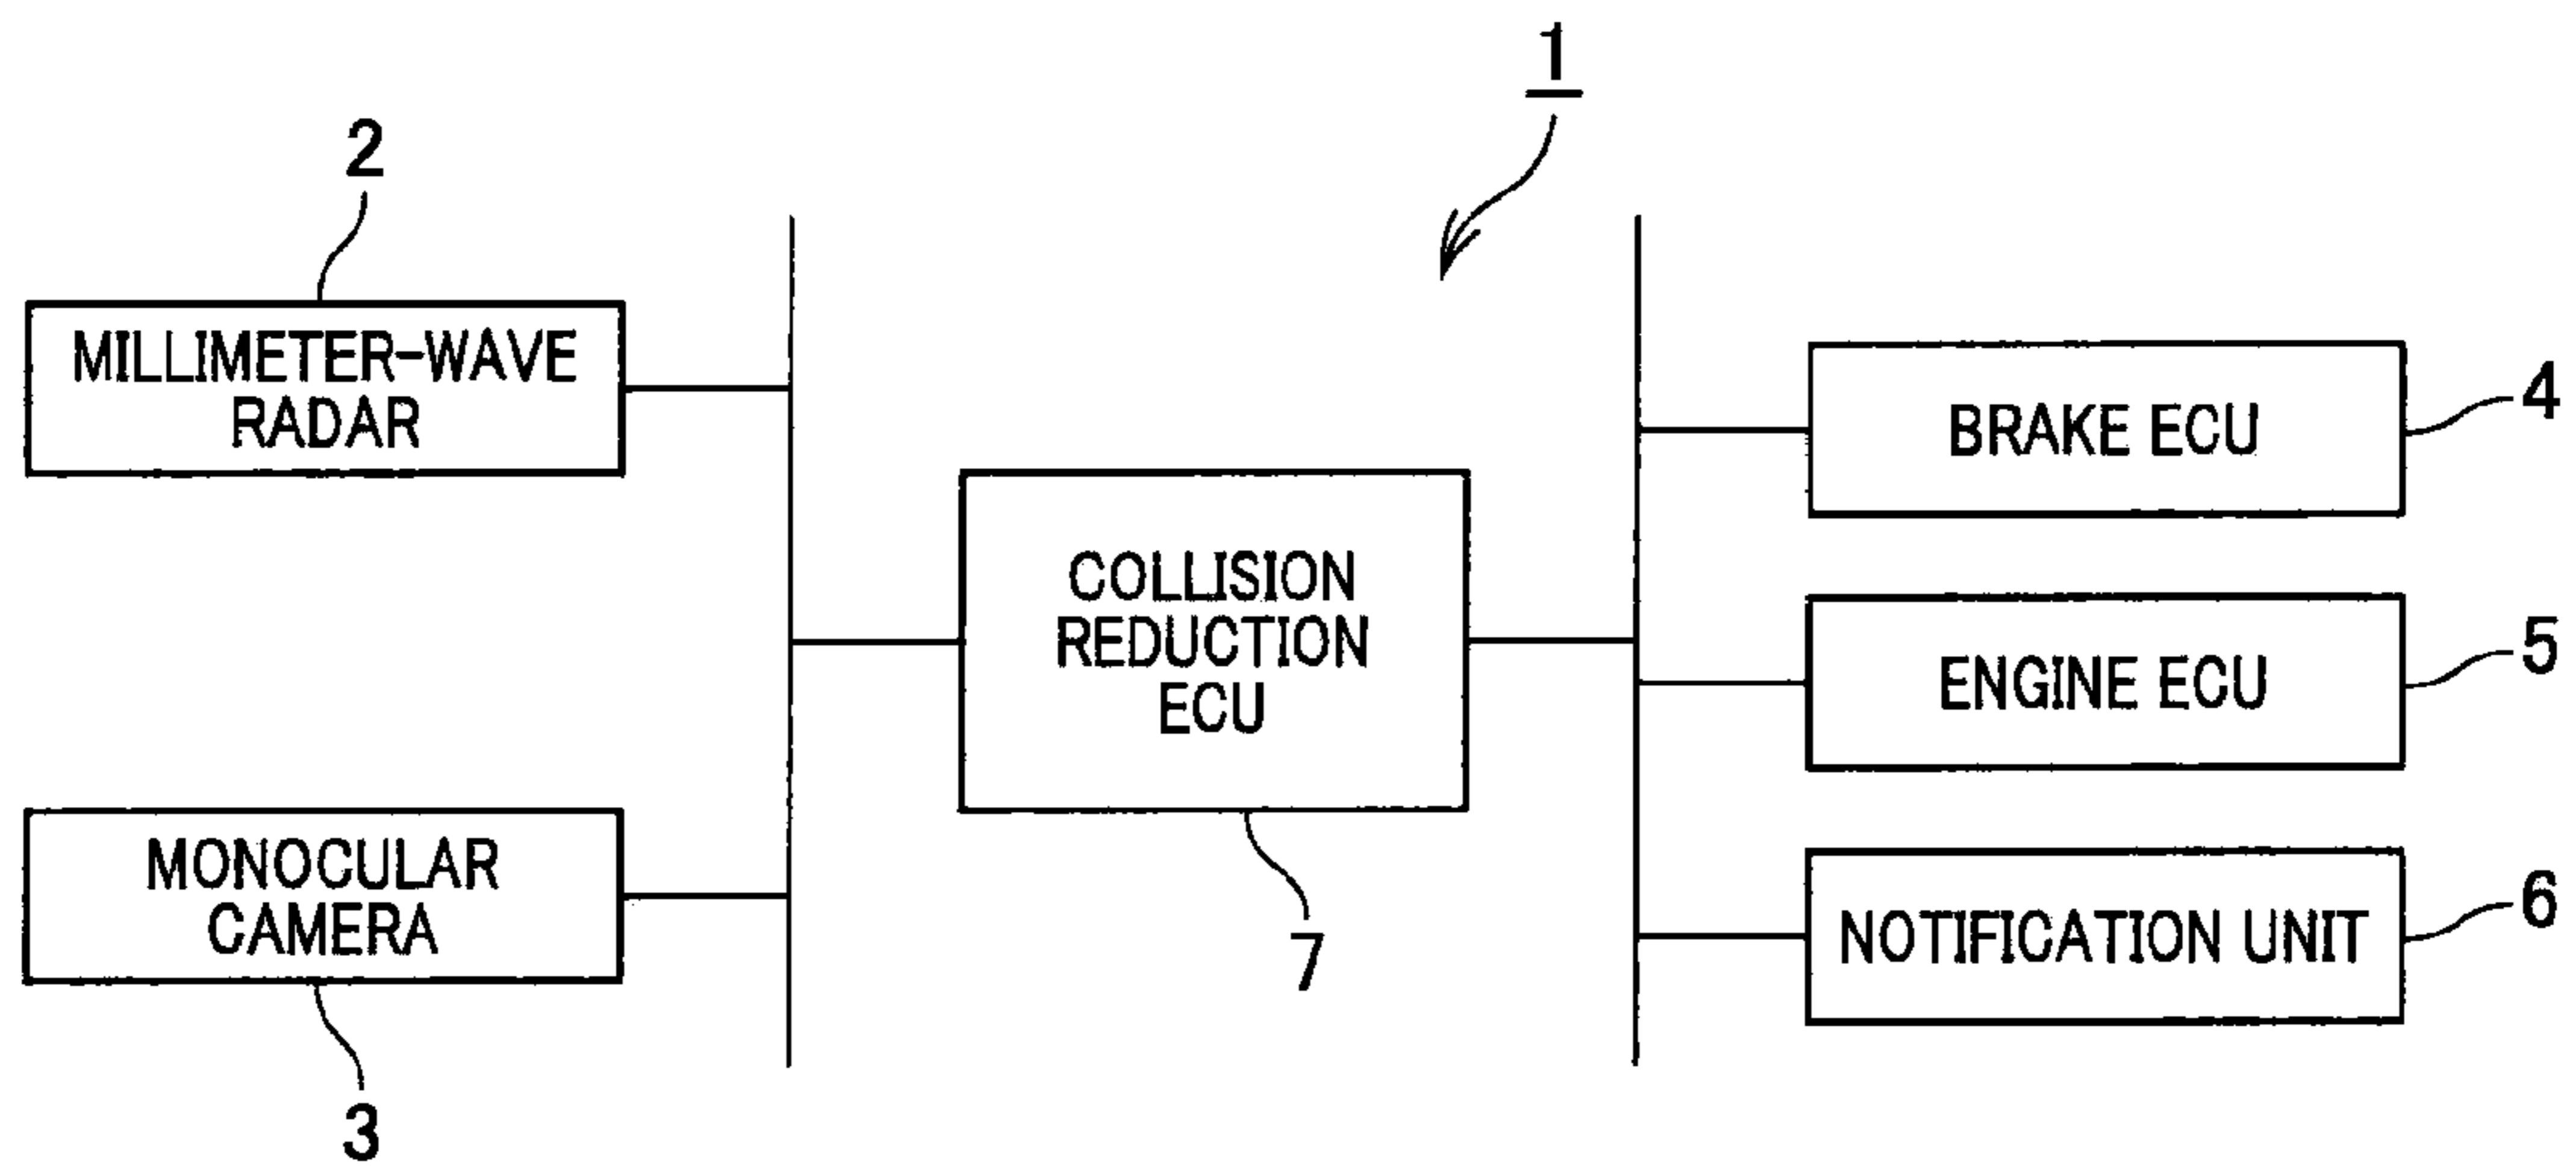 1
2
MILLIMETER-WAVE
RADAR
BRAKE ECU
4
COLLISION
REDUCTION
ECU
ENGINE ECU
5
MONOCULAR
CAMERA
NOTIFICATION UNIT
6
7
3